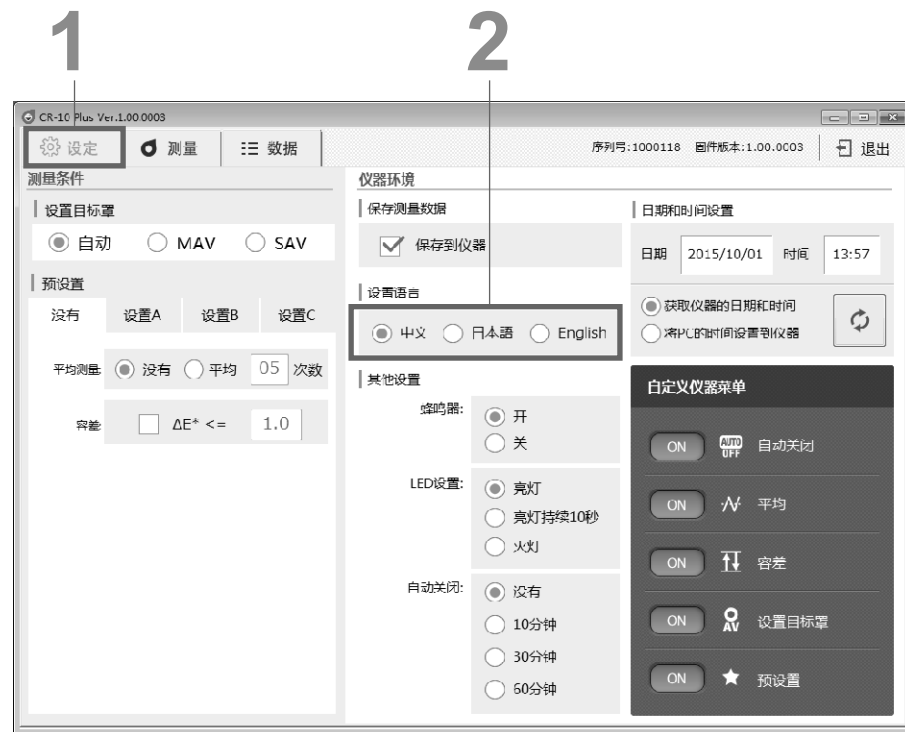 1
2
CR-10 Plus Ver.1.00.0003
设定
测量
数据
序列号:1000118 固件版本:1.00.0003
退出
测量条件
设置目标罩
自动 MAV SAV
预设置
没有 设置A 设置B 设置C
平均测量 没有 平均 05 次数
容差 ΔE* <= 1.0
仪器环境
保存测量数据
保存到仪器
设置语言
中文 日本語 English
其他设置
蜂鸣器: 开
关
LED设置: 亮灯
亮灯持续10秒
火灯
自动关闭: 没有
10分钟
30分钟
60分钟
日期和时间设置
日期 2015/10/01 时间 13:57
获取仪器的日期和时间
将PC的时间设置到仪器
自定义仪器菜单
ON AUTO OFF 自动关闭
ON 平均
ON 容差
ON AV 设置目标罩
ON 预设置